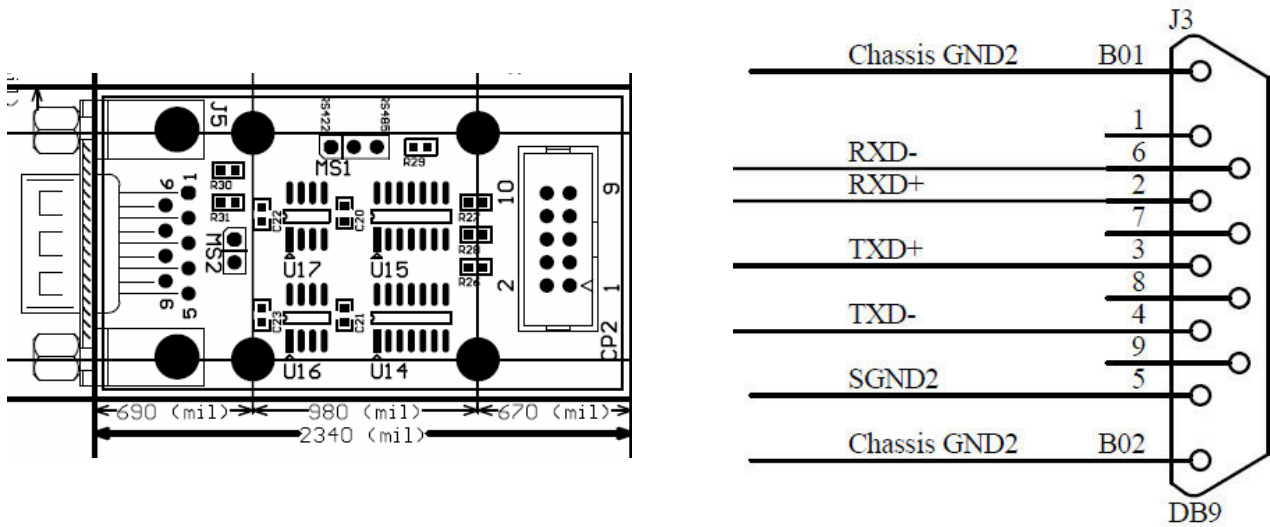 J5
RS422
RS485
MS1
R29
R30
R31
1
6
9
5
MS2
C22
C20
U17
U15
R27
R28
R26
10
9
2
1
CP2
C23
C21
U16
U14
690 (mil)
980 (mil)
670 (mil)
2340 (mil)
J3
Chassis GND2 B01
1
RXD- 6
RXD+ 2
7
TXD+ 3
8
TXD- 4
9
SGND2 5
Chassis GND2 B02
DB9